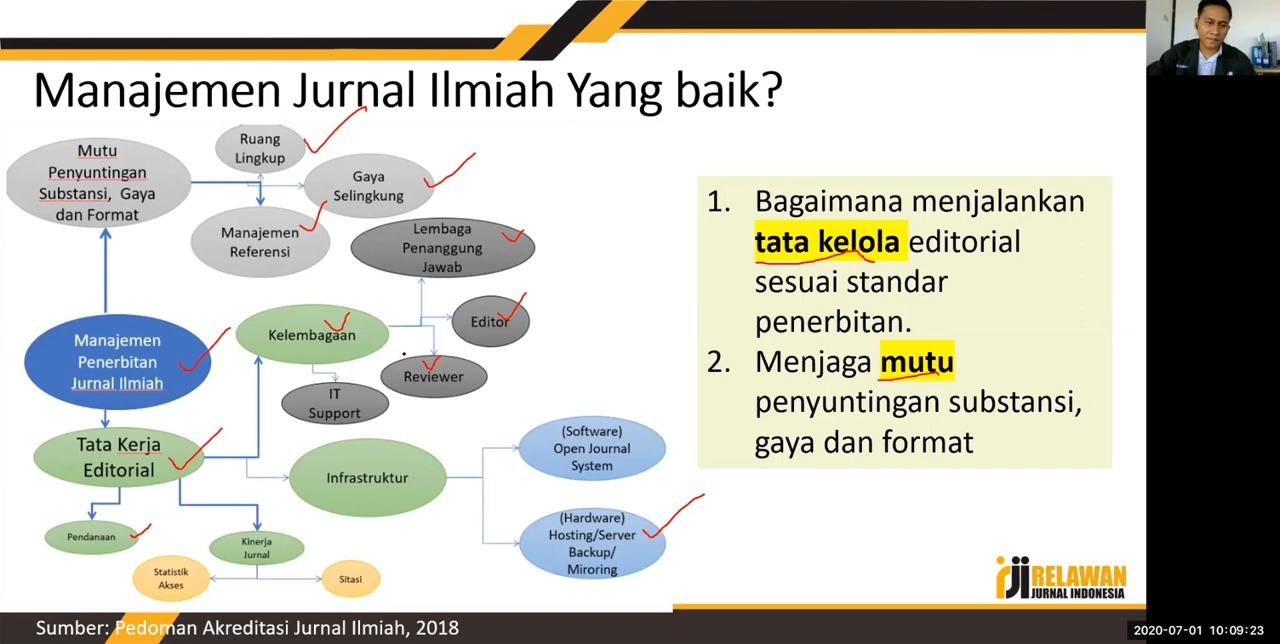 Manajemen Jurnal Ilmiah Yang baik?
Mutu
Penyuntingan
Substansi, Gaya
dan Format
Ruang
Lingkup
Gaya
Selingkung
Manajemen
Referensi
Lembaga
Penanggung
Jawab
Editor
Kelembagaan
Reviewer
IT
Support
Manajemen
Penerbitan
Jurnal Ilmiah
Tata Kerja
Editorial
Infrastruktur
(Software)
Open Journal
System
(Hardware)
Hosting/Server
Backup/
Miroring
Pendanaan
Kinerja
Jurnal
Statistik
Akses
Sitasi
1. Bagaimana menjalankan
tata kelola editorial
sesuai standar
penerbitan.
2. Menjaga mutu
penyuntingan substansi,
gaya dan format
rji RELAWAN
JURNAL INDONESIA
Sumber: Pedoman Akreditasi Jurnal Ilmiah, 2018
2020-07-01 10:09:23